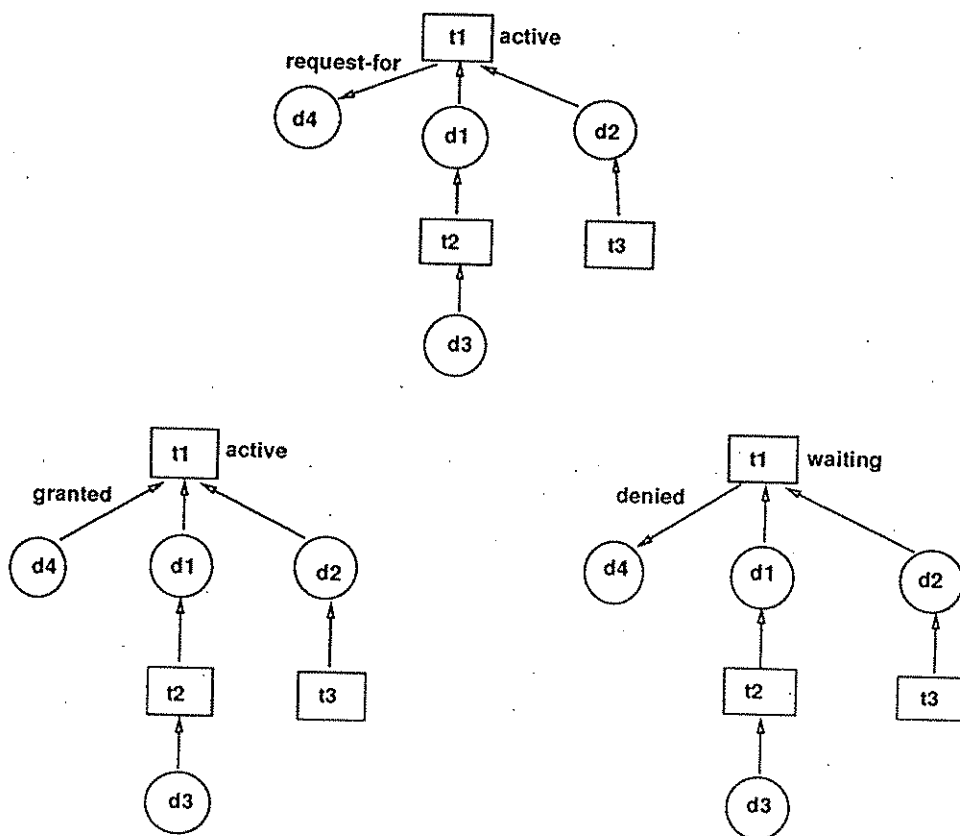 t1 active
request-for
d4
d1
d2
t2
t3
d3
t1 active
granted
d4
d1
d2
t2
t3
d3
t1 waiting
denied
d4
d1
d2
t2
t3
d3